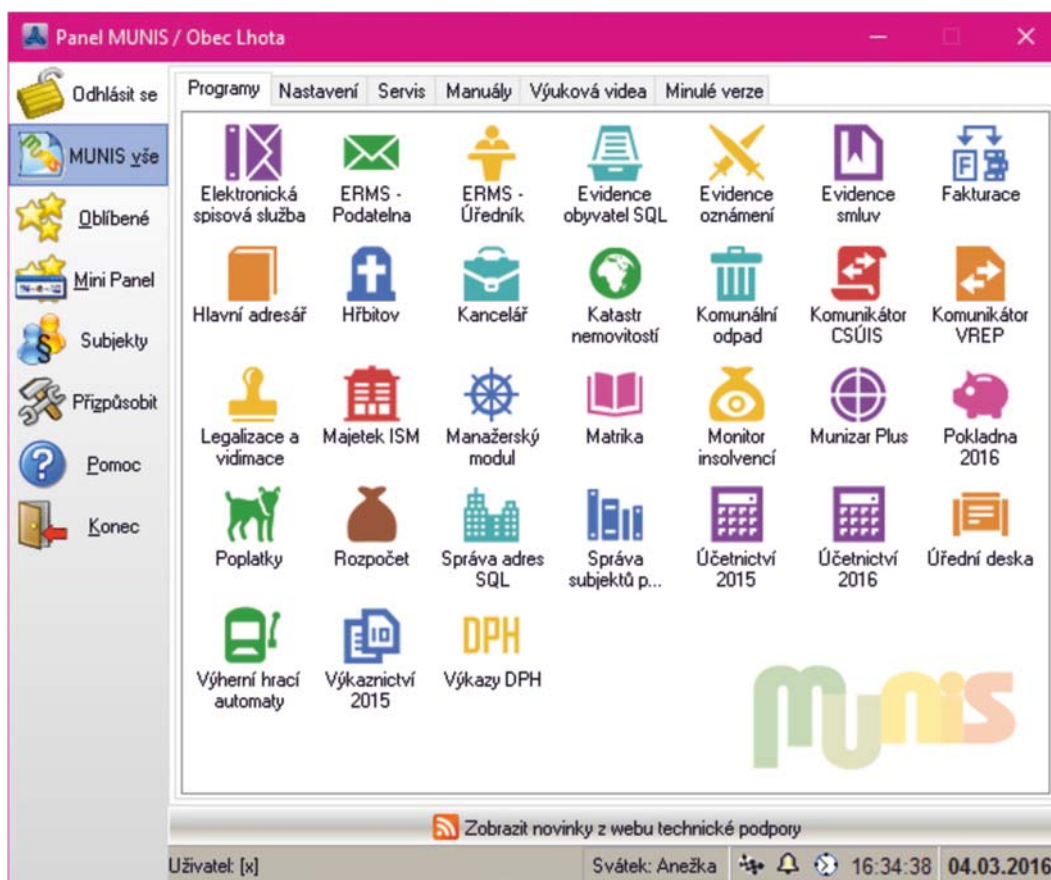 Panel MUNIS / Obec Lhota
Odhlásit se
MUNIS vše
Oblíbené
Mini Panel
Subjekty
Přizpůsobit
Pomoc
Konec
Programy Nastavení Servis Manuály Výuková videa Minulé verze
Elektronická spisová služba
ERMS - Podatelna
ERMS - Úředník
Evidence obyvatel SQL
Evidence oznámení
Evidence smluv
Fakturace
Hlavní adresář
Hřbitov
Kancelář
Katastr nemovitostí
Komunální odpad
Komunikátor CSÚIS
Komunikátor VREP
Legalizace a vidimace
Majetek ISM
Manažerský modul
Matrika
Monitor insolvencí
Munizar Plus
Pokladna 2016
Poplatky
Rozpočet
Správa adres SQL
Správa subjektů p...
Účetnictví 2015
Účetnictví 2016
Úřední deska
Výherní hrací automaty
Výkaznictví 2015
DPH
Výkazy DPH
munis
Zobrazit novinky z webu technické podpory
Uživatel: [x] Svátek: Anežka 16:34:38 04.03.2016